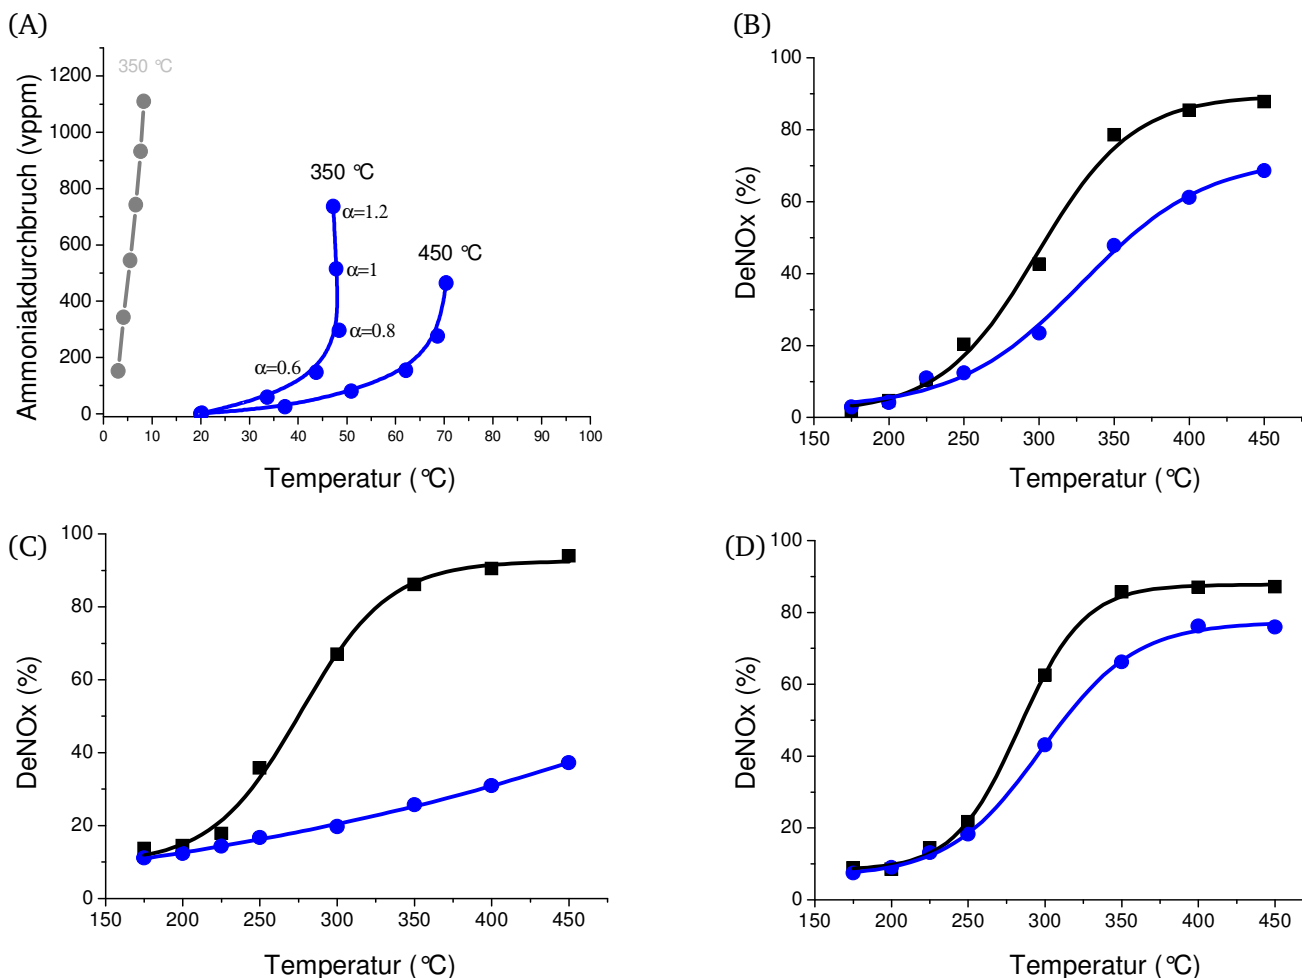 (A)
Ammoniakdurchbruch (vppm)
1200
1000
800
600
400
200
0
350 °C
350 °C
α=1.2
450 °C
α=1
α=0.8
α=0.6
0 10 20 30 40 50 60 70 80 90 100
Temperatur (°C)
(B)
DeNOx (%)
100
80
60
40
20
0
150 200 250 300 350 400 450
Temperatur (°C)
(C)
DeNOx (%)
100
80
60
40
20
0
150 200 250 300 350 400 450
Temperatur (°C)
(D)
DeNOx (%)
100
80
60
40
20
0
150 200 250 300 350 400 450
Temperatur (°C)